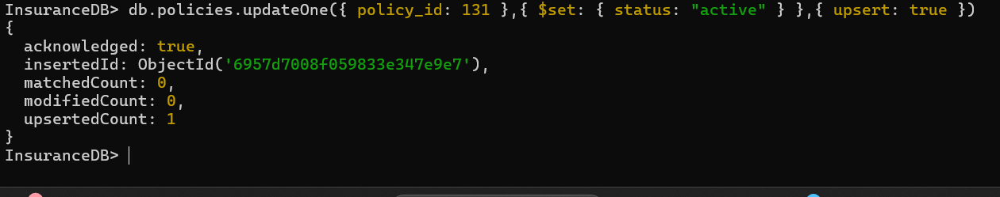 InsuranceDB> db.policies.updateOne({ policy_id: 131 },{ $set: { status: "active" } },{ upsert: true })
{
  acknowledged: true,
  insertedId: ObjectId('6957d7008f059833e347e9e7'),
  matchedCount: 0,
  modifiedCount: 0,
  upsertedCount: 1
}
InsuranceDB>